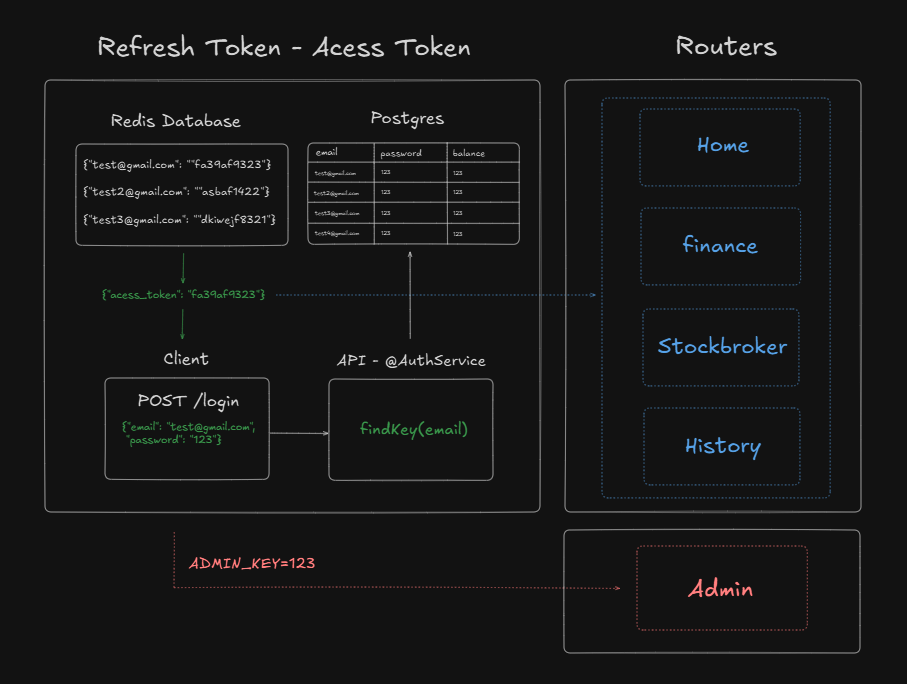 Refresh Token - Acess Token
Routers
Redis Database
{"test@gmail.com": ""fa39af9323"}
{"test2@gmail.com": ""asbaf1422"}
{"test3@gmail.com": ""dkiwejf8321"}
Postgres
email password balance
test@gmail.com 123 123
test2@gmail.com 123 123
test3@gmail.com 123 123
test4@gmail.com 123 123
{"acess_token": "fa39af9323"}
Client
POST /login
{"email": "test@gmail.com",
"password": "123"}
API - @AuthService
findKey(email)
Home
finance
Stockbroker
History
ADMIN_KEY=123
Admin